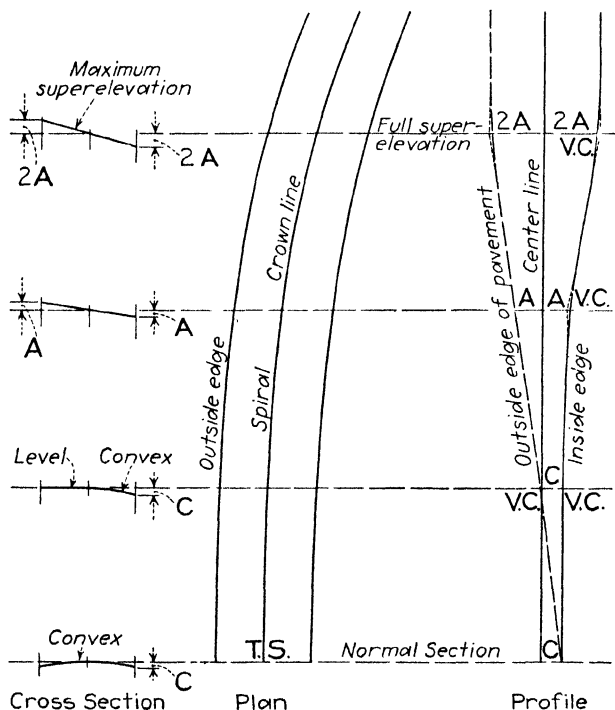 Maximum
superelevation
2A
2A
Full super-
elevation
2A
2A
V.C.
Crown line
Center line
Outside edge of pavement
A
A
A
A
V.C.
Outside edge
Spiral
Inside edge
Level
Convex
C
C
V.C.
V.C.
Convex
C
T.S.
Normal Section
C
Cross Section
Plan
Profile